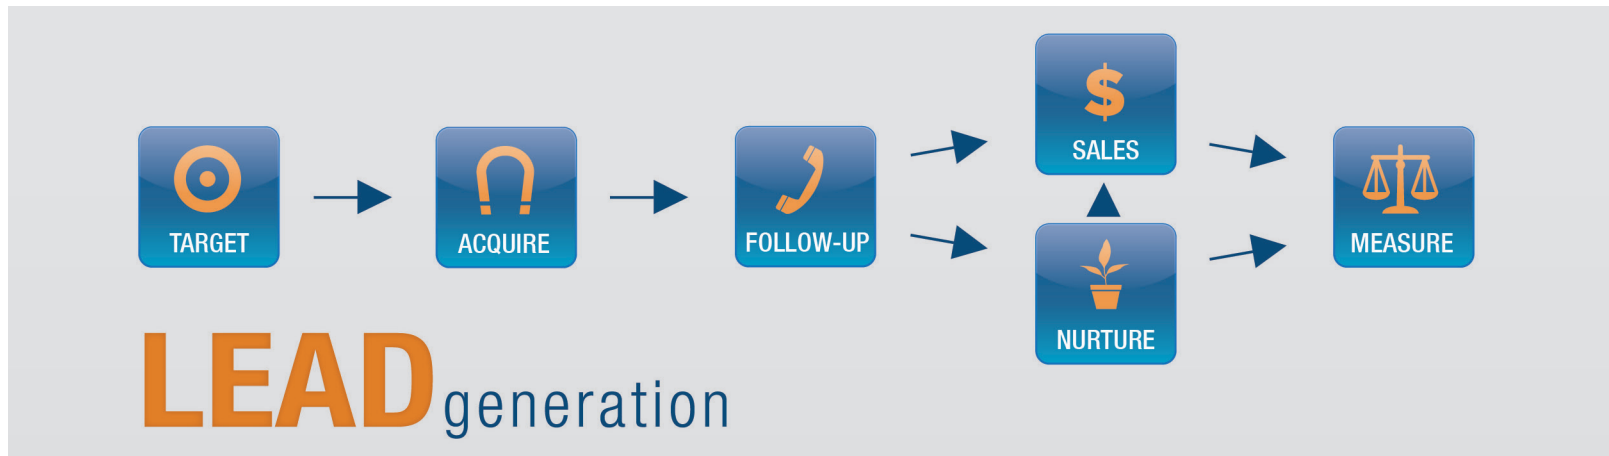 TARGET
ACQUIRE
FOLLOW-UP
$
SALES
NURTURE
MEASURE
LEAD generation